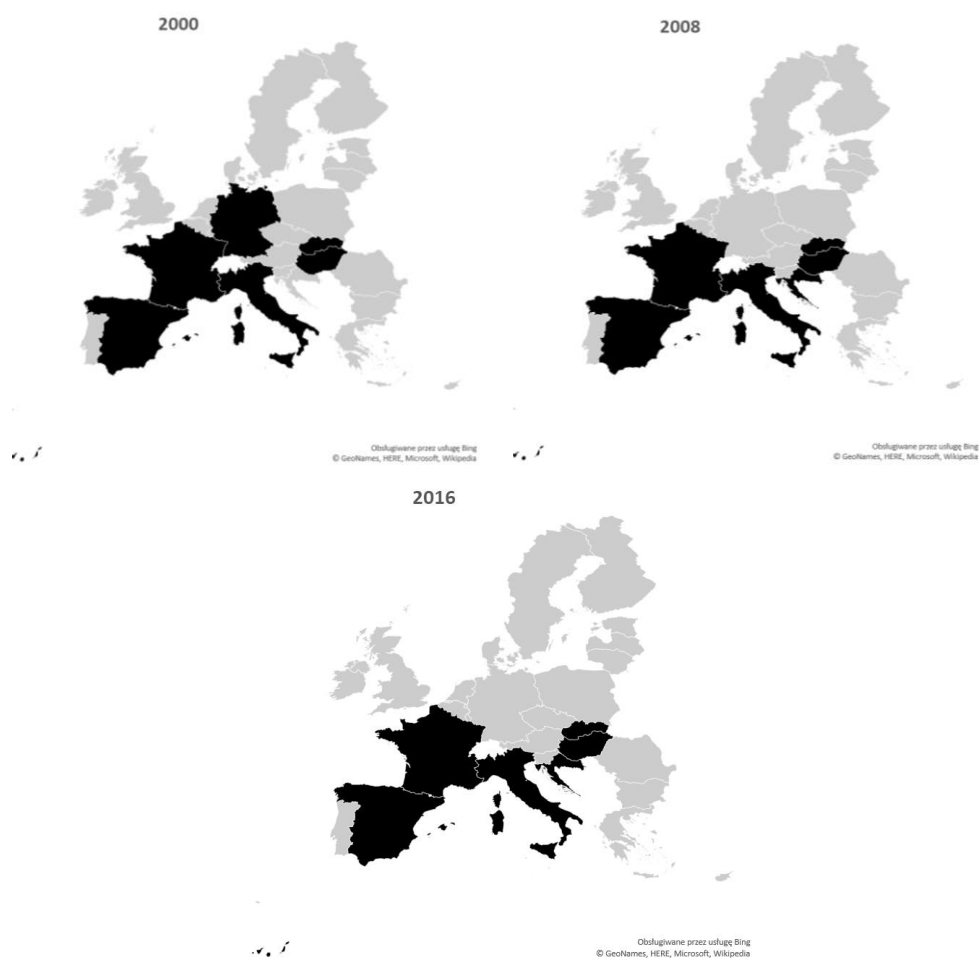 2000
2008
Obsługiwane przez usługę Bing
© GeoNames, HERE, Microsoft, Wikipedia
Obsługiwane przez usługę Bing
© GeoNames, HERE, Microsoft, Wikipedia
2016
Obsługiwane przez usługę Bing
© GeoNames, HERE, Microsoft, Wikipedia